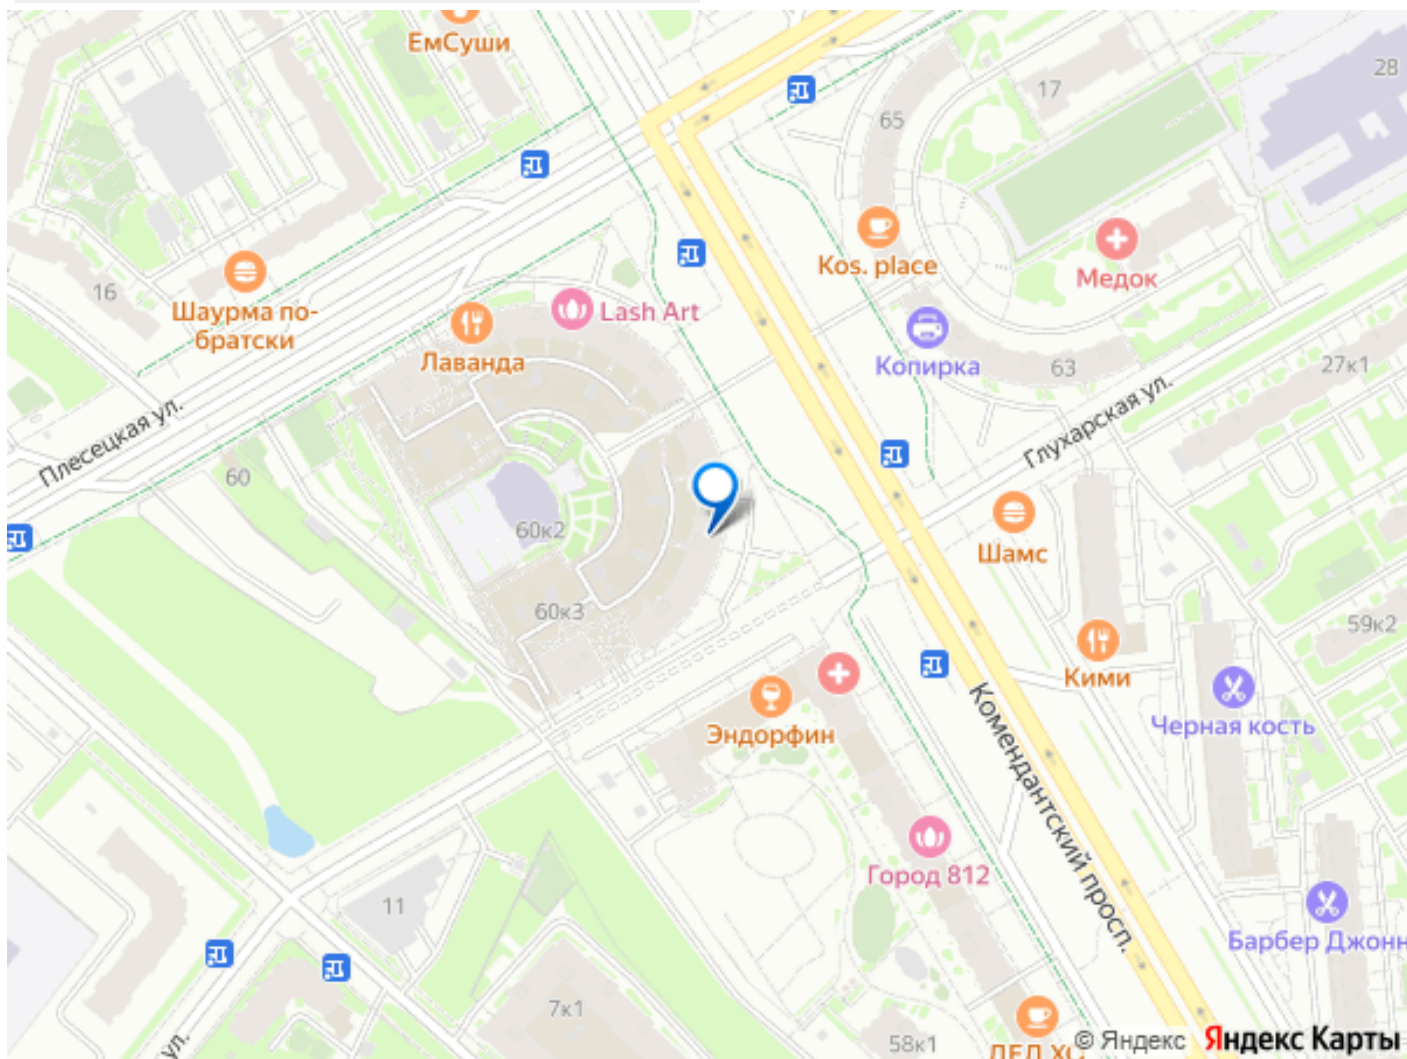 ЕмСуши
28
17
65
Kos. place
Медок
16
Шаурма по-
братски
Lash Art
Лаванда
Копирка
63
27к1
Глухарская ул.
Плесецкая ул.
60
60к2
Шамс
60к3
59к2
Кими
Эндорфин
Черная кость
Комендантский просп.
Город 812
11
Барбер Джонн
7к1
58к1
ул.
© Яндекс Яндекс Карты